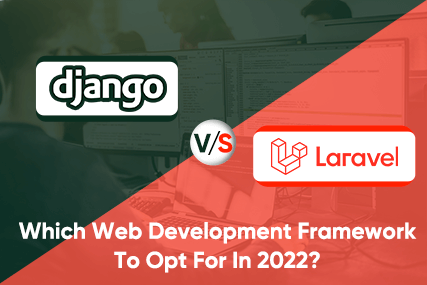 django
V/S
Laravel
Which Web Development Framework
To Opt For In 2022?